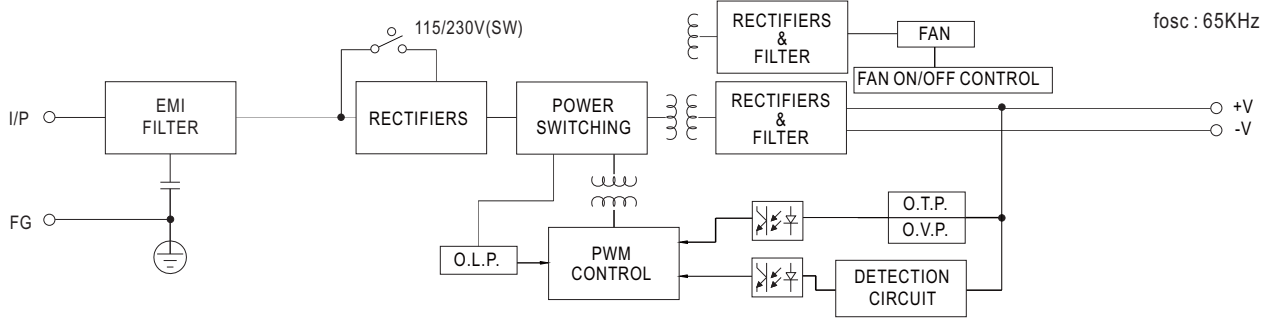 115/230V(SW)
RECTIFIERS
&
FILTER
FAN
FAN ON/OFF CONTROL
fosc : 65KHz
I/P
EMI
FILTER
RECTIFIERS
POWER
SWITCHING
RECTIFIERS
&
FILTER
+V
-V
FG
O.L.P.
PWM
CONTROL
O.T.P.
O.V.P.
DETECTION
CIRCUIT